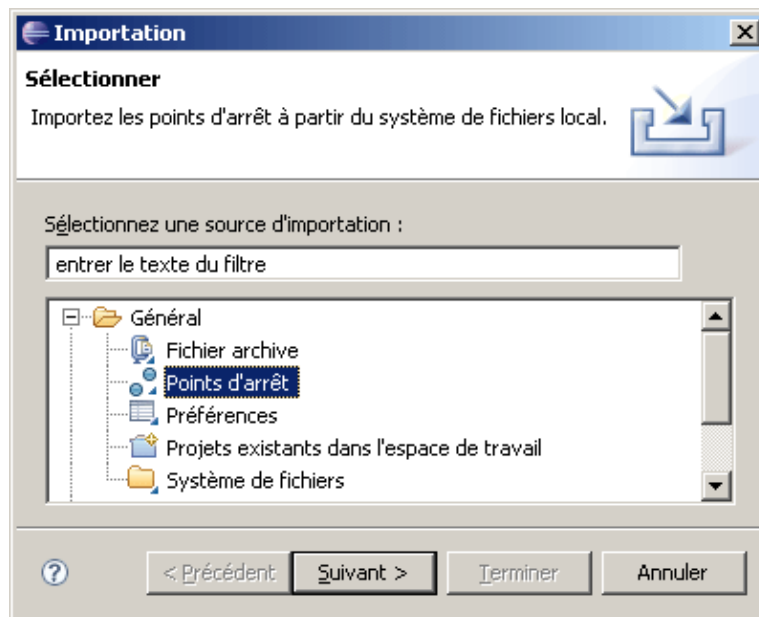 Importation
Sélectionner
Importez les points d'arrêt à partir du système de fichiers local.
Sélectionnez une source d'importation :
entrer le texte du filtre
Général
Fichier archive
Points d'arrêt
Préférences
Projets existants dans l'espace de travail
Système de fichiers
? < Précédent Suivant > Terminer Annuler